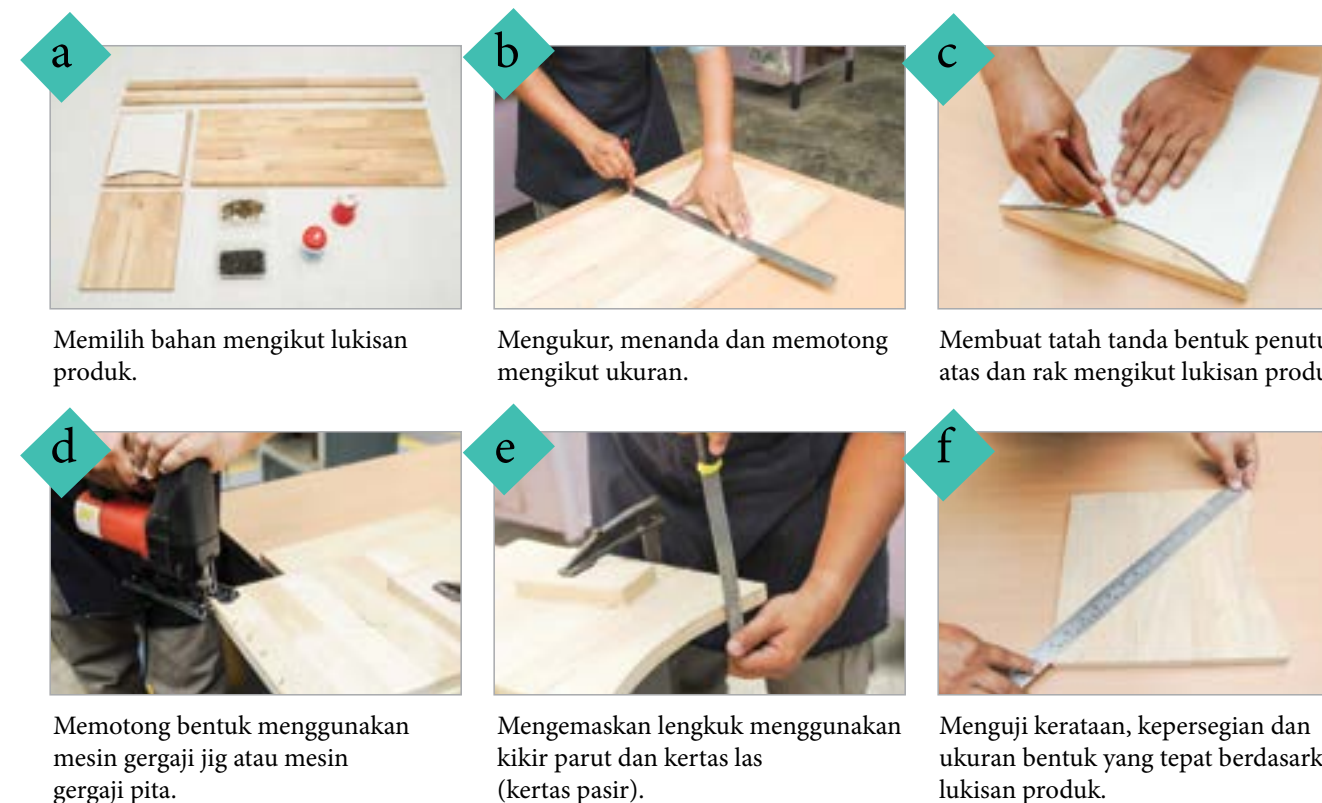 a
Memilih bahan mengikut lukisan
produk.
b
Mengukur, menanda dan memotong
mengikut ukuran.
c
Membuat tatah tanda bentuk penutu
atas dan rak mengikut lukisan produ
d
Memotong bentuk menggunakan
mesin gergaji jig atau mesin
gergaji pita.
e
Mengemaskan lengkuk menggunakan
kikir parut dan kertas las
(kertas pasir).
f
Menguji kerataan, kepersegian dan
ukuran bentuk yang tepat berdasark
lukisan produk.